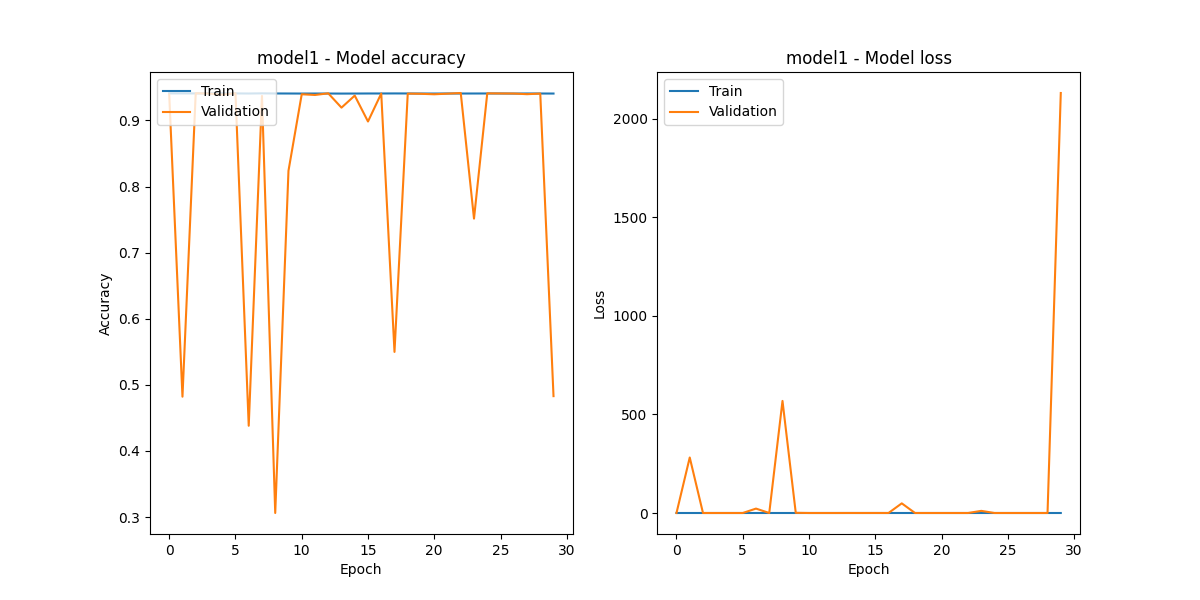 model1 - Model accuracy
Train
Validation
0.9
0.8
0.7
0.6
0.5
0.4
0.3
Accuracy
0 5 10 15 20 25 30
Epoch
model1 - Model loss
Train
Validation
2000
1500
1000
500
0
Loss
0 5 10 15 20 25 30
Epoch